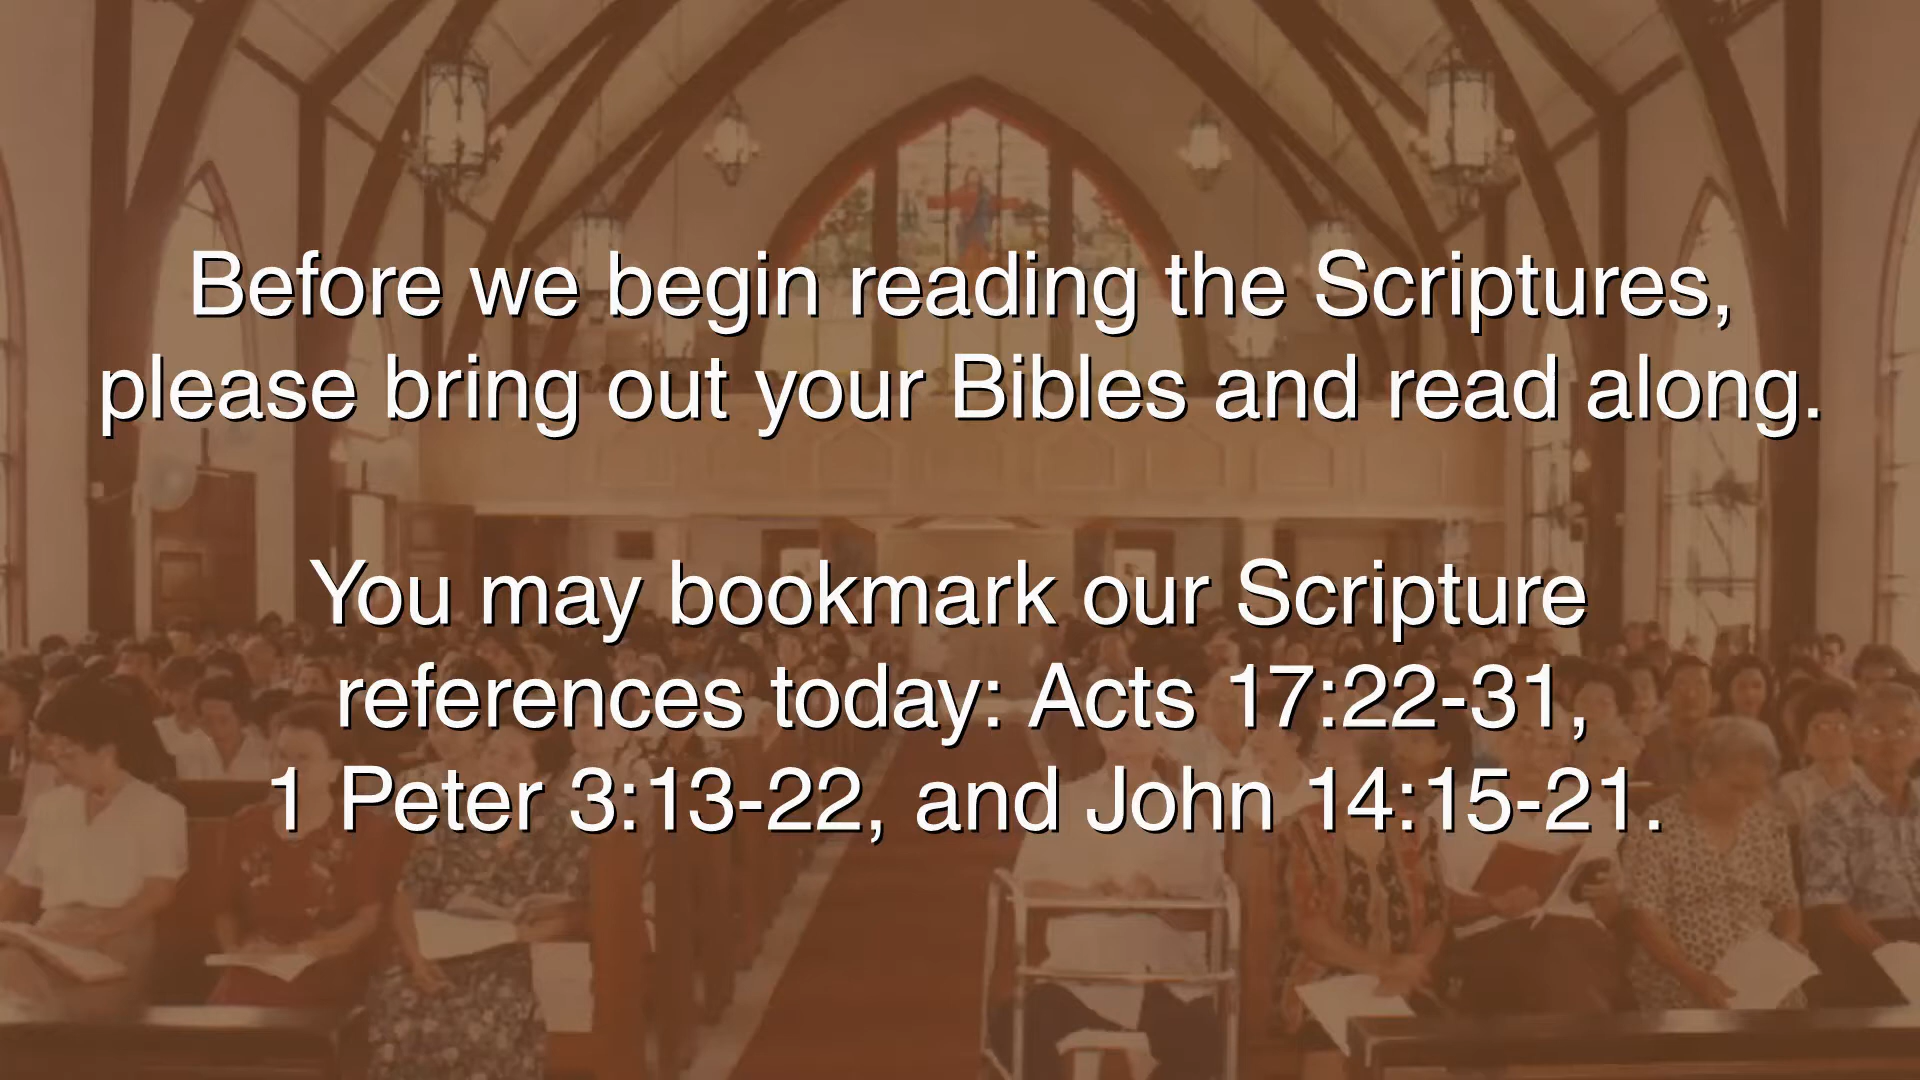 Before we begin reading the Scriptures,
please bring out your Bibles and read along.
You may bookmark our Scripture
references today: Acts 17:22-31,
1 Peter 3:13-22, and John 14:15-21.